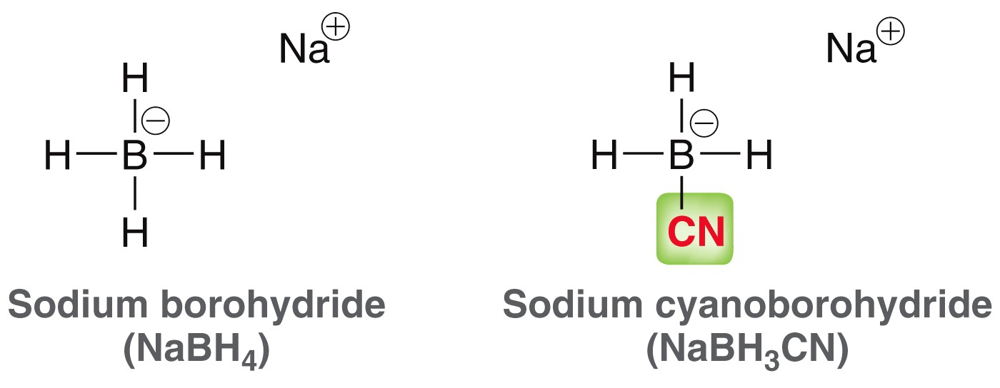 Na⊕ Na⊕
H H
⊖ ⊖
H B H H B H
H CN
Sodium borohydride Sodium cyanoborohydride
(NaBH₄) (NaBH₃CN)